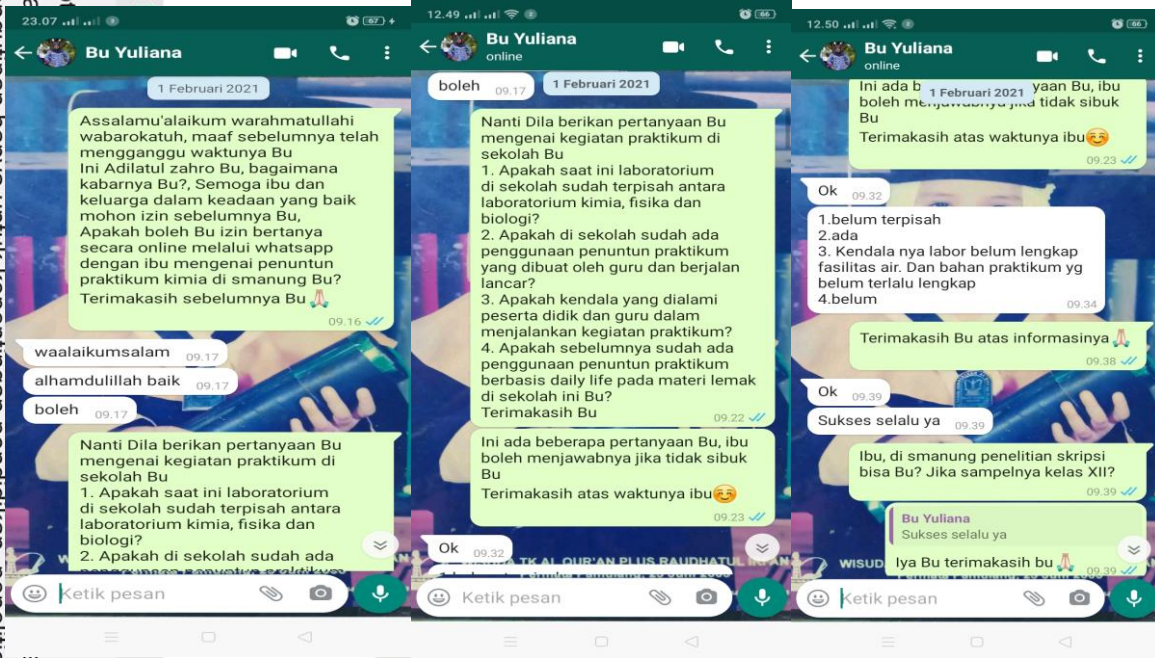 23.07
67
Bu Yuliana
1 Februari 2021
Assalamu'alaikum warahmatullahi
wabarokatuh, maaf sebelumnya telah
mengganggu waktunya Bu
Ini Adilatul zahro Bu, bagaimana
kabarnya Bu?, Semoga ibu dan
keluarga dalam keadaan yang baik
mohon izin sebelumnya Bu,
Apakah boleh Bu izin bertanya
secara online melalui whatsapp
dengan ibu mengenai penuntun
praktikum kimia di smanung Bu?
Terimakasih sebelumnya Bu 🙏
09.16
waalaikumsalam 09.17
alhamdulillah baik 09.17
boleh 09.17
Nanti Dila berikan pertanyaan Bu
mengenai kegiatan praktikum di
sekolah Bu
1. Apakah saat ini laboratorium
di sekolah sudah terpisah antara
laboratorium kimia, fisika dan
biologi?
2. Apakah di sekolah sudah ada
Ketik pesan
12.49
66
Bu Yuliana
online
boleh 09.17
1 Februari 2021
Nanti Dila berikan pertanyaan Bu
mengenai kegiatan praktikum di
sekolah Bu
1. Apakah saat ini laboratorium
di sekolah sudah terpisah antara
laboratorium kimia, fisika dan
biologi?
2. Apakah di sekolah sudah ada
penggunaan penuntun praktikum
yang dibuat oleh guru dan berjalan
lancar?
3. Apakah kendala yang dialami
peserta didik dan guru dalam
menjalankan kegiatan praktikum?
4. Apakah sebelumnya sudah ada
penggunaan penuntun praktikum
berbasis daily life pada materi lemak
di sekolah ini Bu?
Terimakasih Bu
09.22
Ini ada beberapa pertanyaan Bu, ibu
boleh menjawabnya jika tidak sibuk
Bu
Terimakasih atas waktunya ibu☺️
09.23
Ok 09.32
TK AL QUR'AN PLUS RAUDHATUL
Ketik pesan
12.50
66
Bu Yuliana
online
1 Februari 2021
Ini ada b yaan Bu, ibu
boleh menjawabnya jika tidak sibuk
Bu
Terimakasih atas waktunya ibu☺️
09.23
Ok 09.32
1.belum terpisah
2.ada
3. Kendala nya labor belum lengkap
fasilitas air. Dan bahan praktikum yg
belum terlalu lengkap
4.belum
09.34
Terimakasih Bu atas informasinya 🙏
09.38
Ok 09.39
Sukses selalu ya 09.39
Ibu, di smanung penelitian skripsi
bisa Bu? Jika sampelnya kelas XII?
09.39
Bu Yuliana
Sukses selalu ya
Iya Bu terimakasih bu 🙏
09.39
WISUD
Ketik pesan